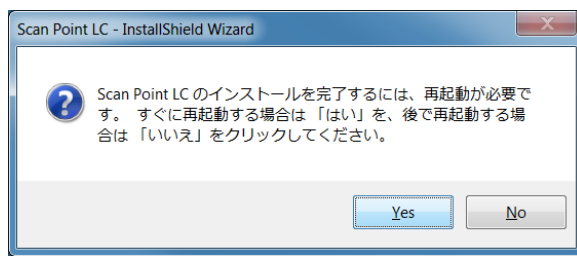 Scan Point LC - InstallShield Wizard
Scan Point LC のインストールを完了するには、再起動が必要で
す。 すぐに再起動する場合は 「はい」を、後で再起動する場
合は 「いいえ」をクリックしてください。
Yes No